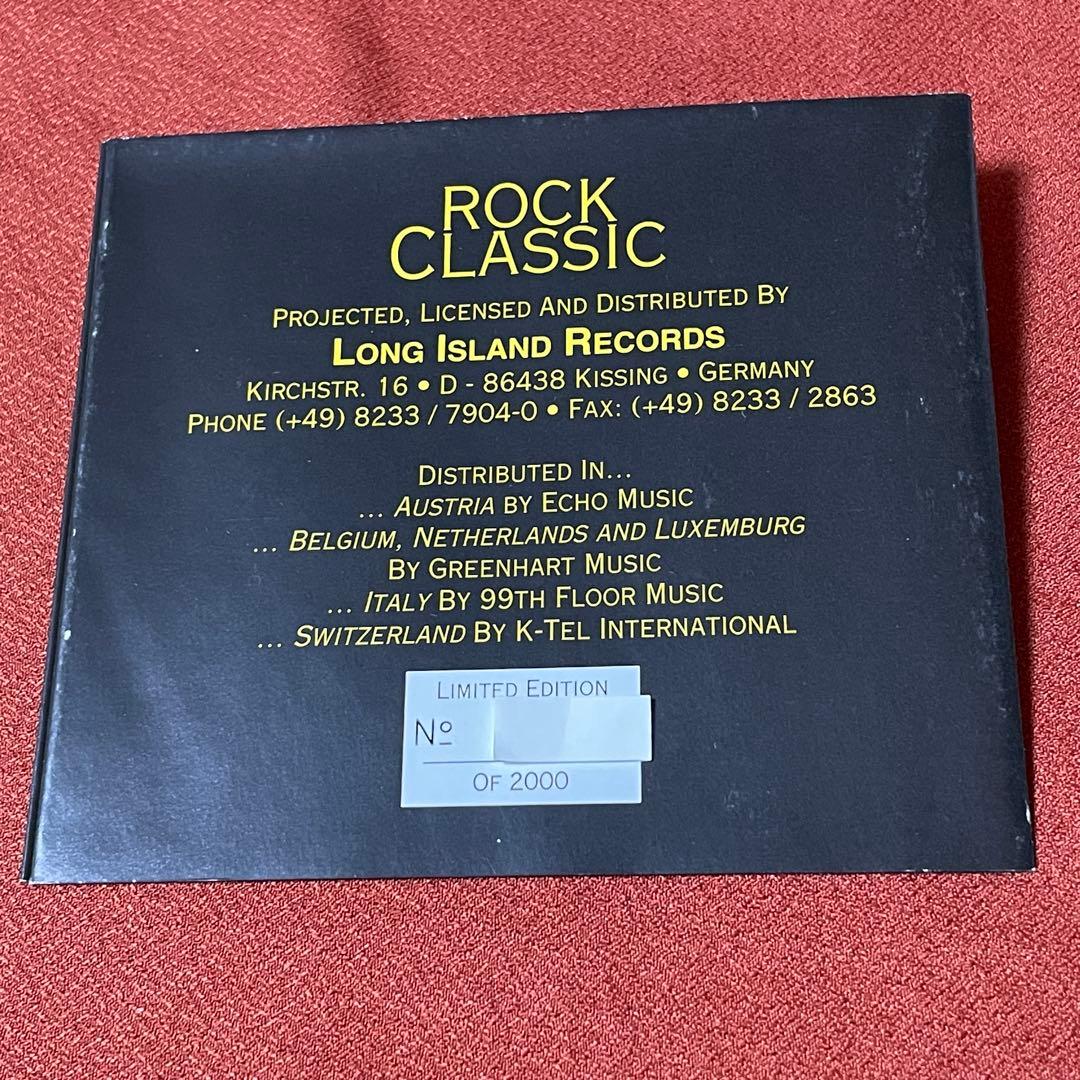 ROCK
CLASSIC
PROJECTED, LICENSED AND DISTRIBUTED BY
LONG ISLAND RECORDS
KIRCHSTR. 16 • D - 86438 KISSING • GERMANY
PHONE (+49) 8233 / 7904-0 • FAX: (+49) 8233 / 2863
DISTRIBUTED IN...
... AUSTRIA BY ECHO MUSIC
... BELGIUM, NETHERLANDS AND LUXEMBURG
BY GREENHART MUSIC
... ITALY BY 99TH FLOOR MUSIC
... SWITZERLAND BY K-TEL INTERNATIONAL
LIMITED EDITION
Nº
OF 2000